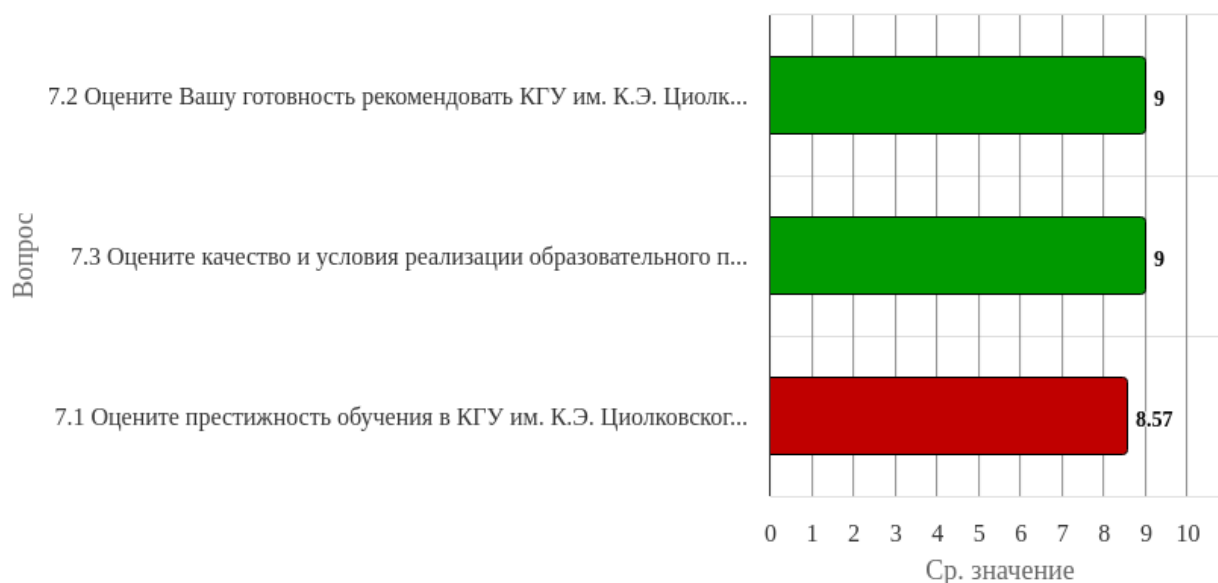 7.2 Оцените Вашу готовность рекомендовать КГУ им. К.Э. Циолк...
9
7.3 Оцените качество и условия реализации образовательного п...
9
7.1 Оцените престижность обучения в КГУ им. К.Э. Циолковског...
8.57
Вопрос
0 1 2 3 4 5 6 7 8 9 10
Ср. значение